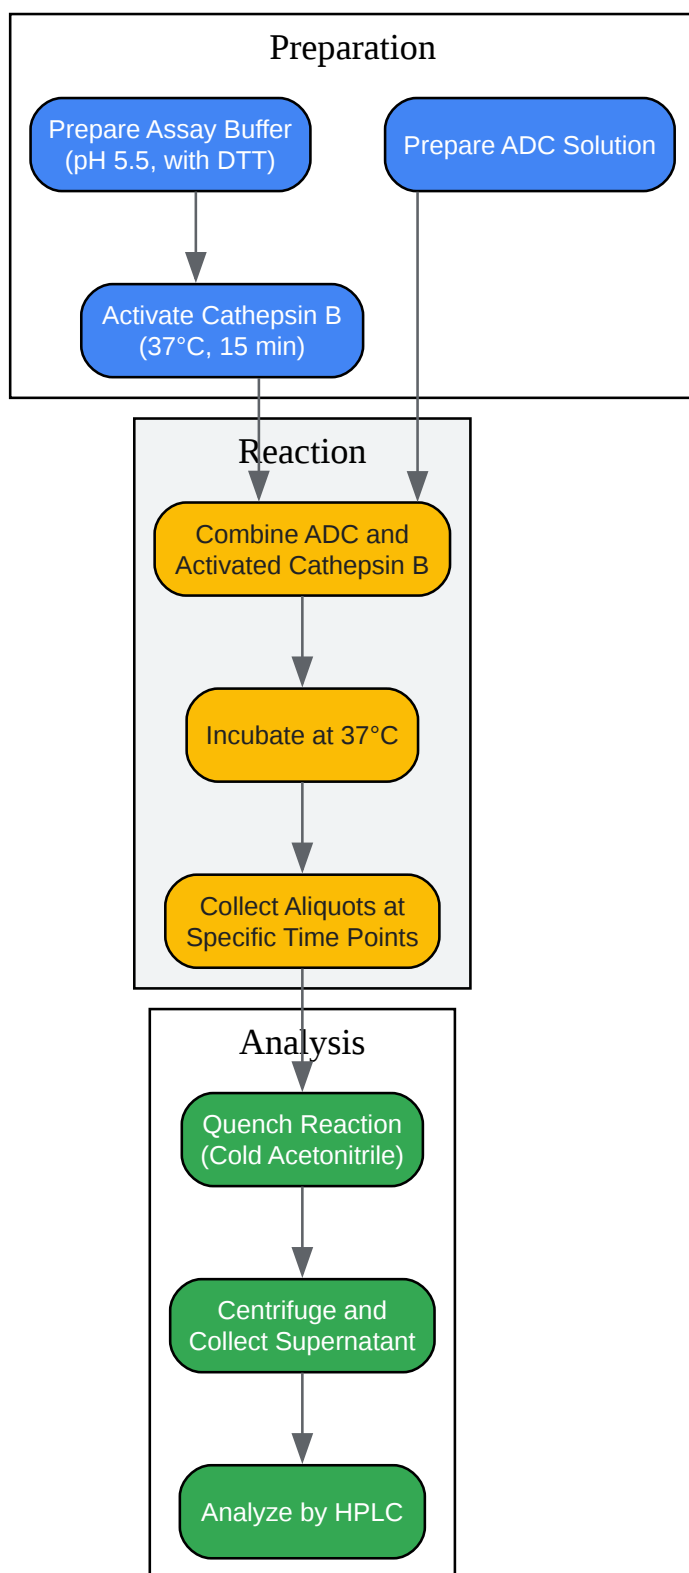 Preparation
Prepare Assay Buffer
(pH 5.5, with DTT)
Prepare ADC Solution
Activate Cathepsin B
(37°C, 15 min)
Reaction
Combine ADC and
Activated Cathepsin B
Incubate at 37°C
Collect Aliquots at
Specific Time Points
Analysis
Quench Reaction
(Cold Acetonitrile)
Centrifuge and
Collect Supernatant
Analyze by HPLC